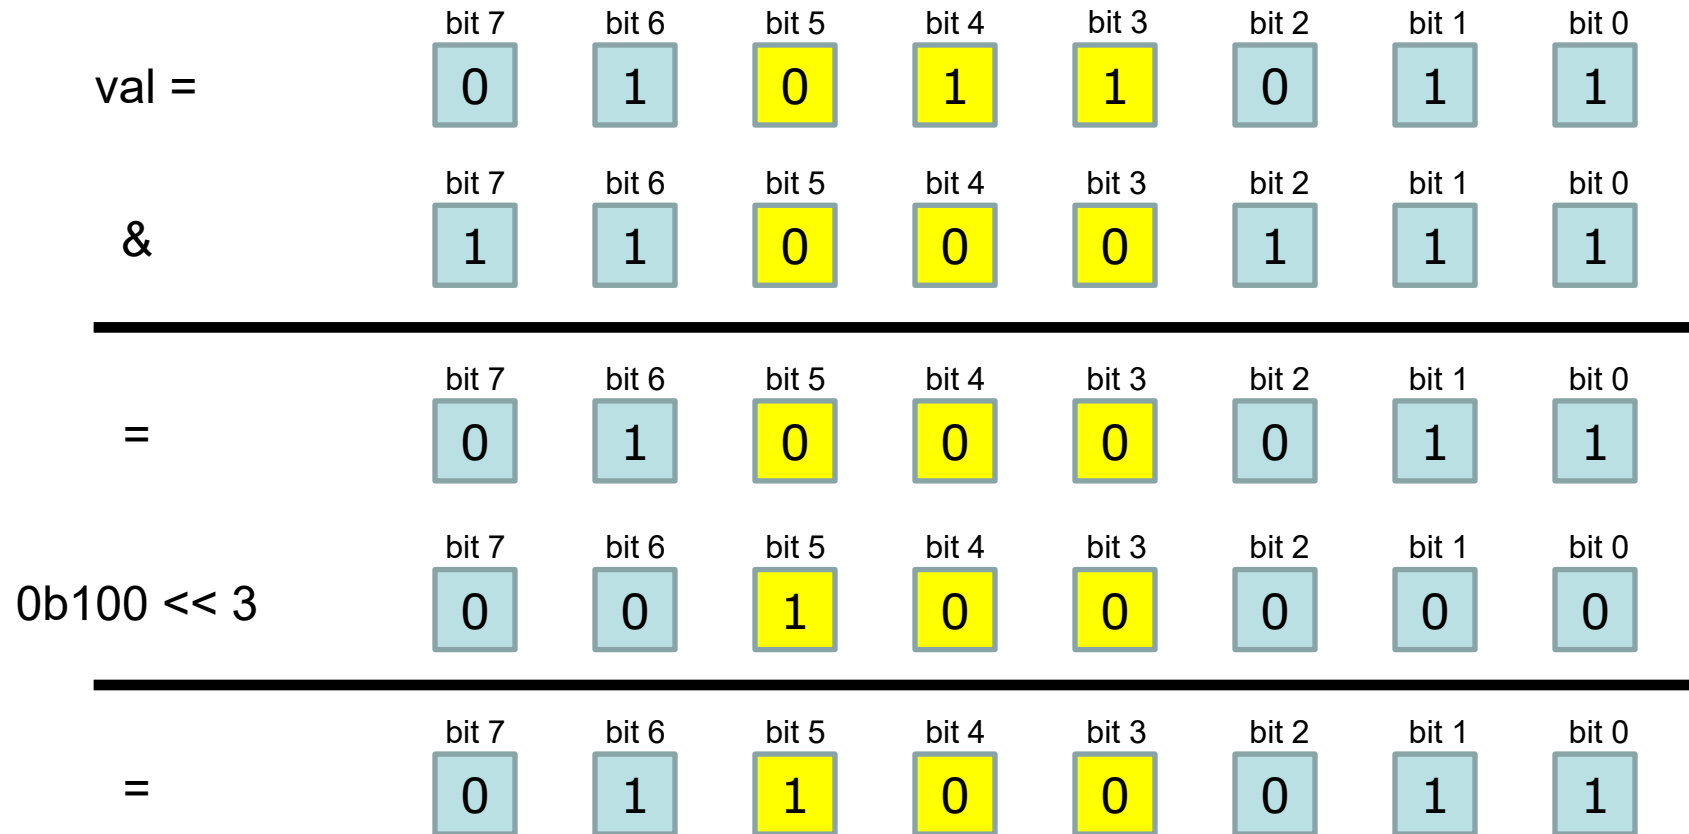 bit 7 bit 6 bit 5 bit 4 bit 3 bit 2 bit 1 bit 0
val = 0 1 0 1 1 0 1 1
bit 7 bit 6 bit 5 bit 4 bit 3 bit 2 bit 1 bit 0
& 1 1 0 0 0 1 1 1
bit 7 bit 6 bit 5 bit 4 bit 3 bit 2 bit 1 bit 0
= 0 1 0 0 0 0 1 1
bit 7 bit 6 bit 5 bit 4 bit 3 bit 2 bit 1 bit 0
0b100 << 3 0 0 1 0 0 0 0 0
bit 7 bit 6 bit 5 bit 4 bit 3 bit 2 bit 1 bit 0
= 0 1 1 0 0 0 1 1